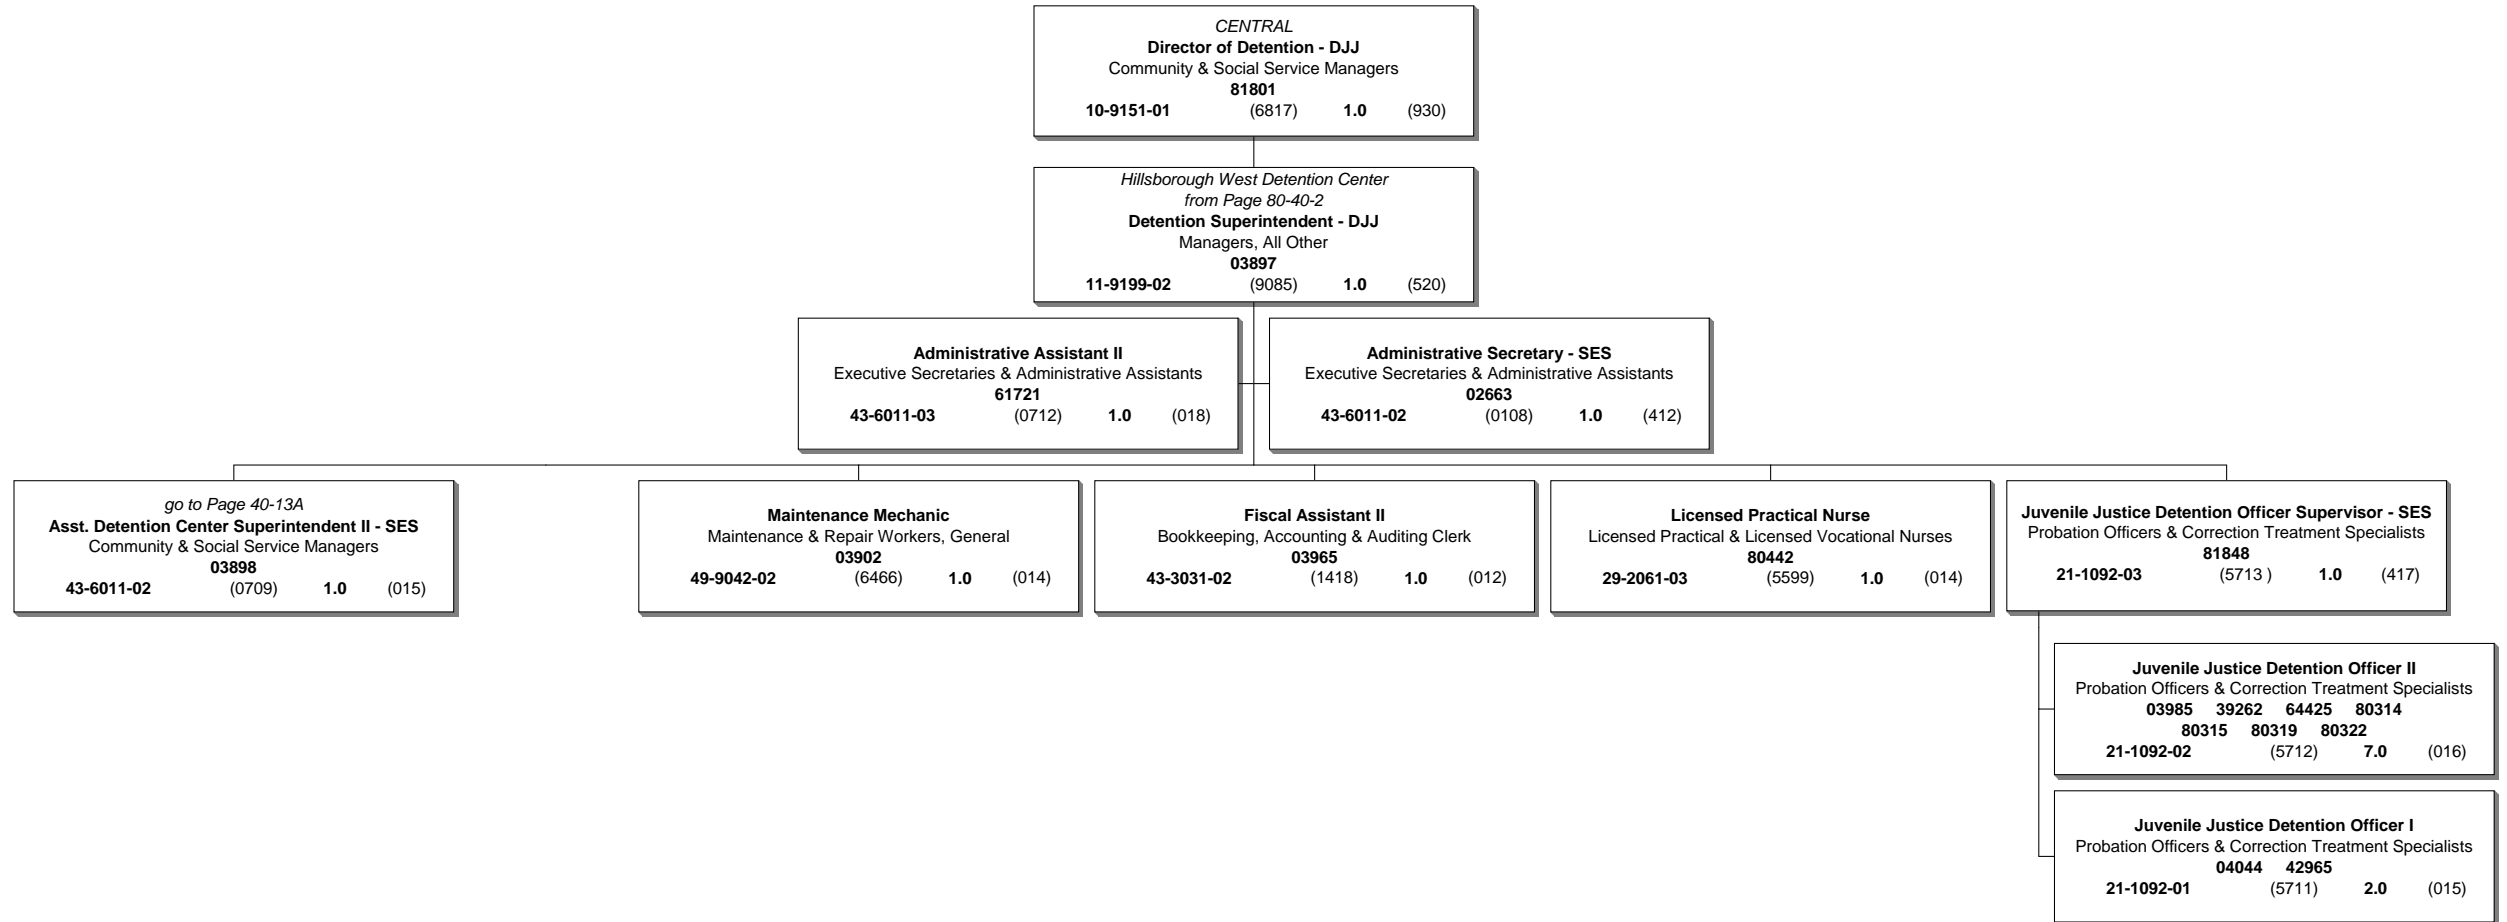 CENTRAL
Director of Detention - DJJ
Community & Social Service Managers
81801
10-9151-01 (6817) 1.0 (930)
Hillsborough West Detention Center
from Page 80-40-2
Detention Superintendent - DJJ
Managers, All Other
03897
11-9199-02 (9085) 1.0 (520)
Administrative Assistant II
Executive Secretaries & Administrative Assistants
61721
43-6011-03 (0712) 1.0 (018)
Administrative Secretary - SES
Executive Secretaries & Administrative Assistants
02663
43-6011-02 (0108) 1.0 (412)
go to Page 40-13A
Asst. Detention Center Superintendent II - SES
Community & Social Service Managers
03898
43-6011-02 (0709) 1.0 (015)
Maintenance Mechanic
Maintenance & Repair Workers, General
03902
49-9042-02 (6466) 1.0 (014)
Fiscal Assistant II
Bookkeeping, Accounting & Auditing Clerk
03965
43-3031-02 (1418) 1.0 (012)
Licensed Practical Nurse
Licensed Practical & Licensed Vocational Nurses
80442
29-2061-03 (5599) 1.0 (014)
Juvenile Justice Detention Officer Supervisor - SES
Probation Officers & Correction Treatment Specialists
81848
21-1092-03 (5713 ) 1.0 (417)
Juvenile Justice Detention Officer II
Probation Officers & Correction Treatment Specialists
03985 39262 64425 80314
80315 80319 80322
21-1092-02 (5712) 7.0 (016)
Juvenile Justice Detention Officer I
Probation Officers & Correction Treatment Specialists
04044 42965
21-1092-01 (5711) 2.0 (015)